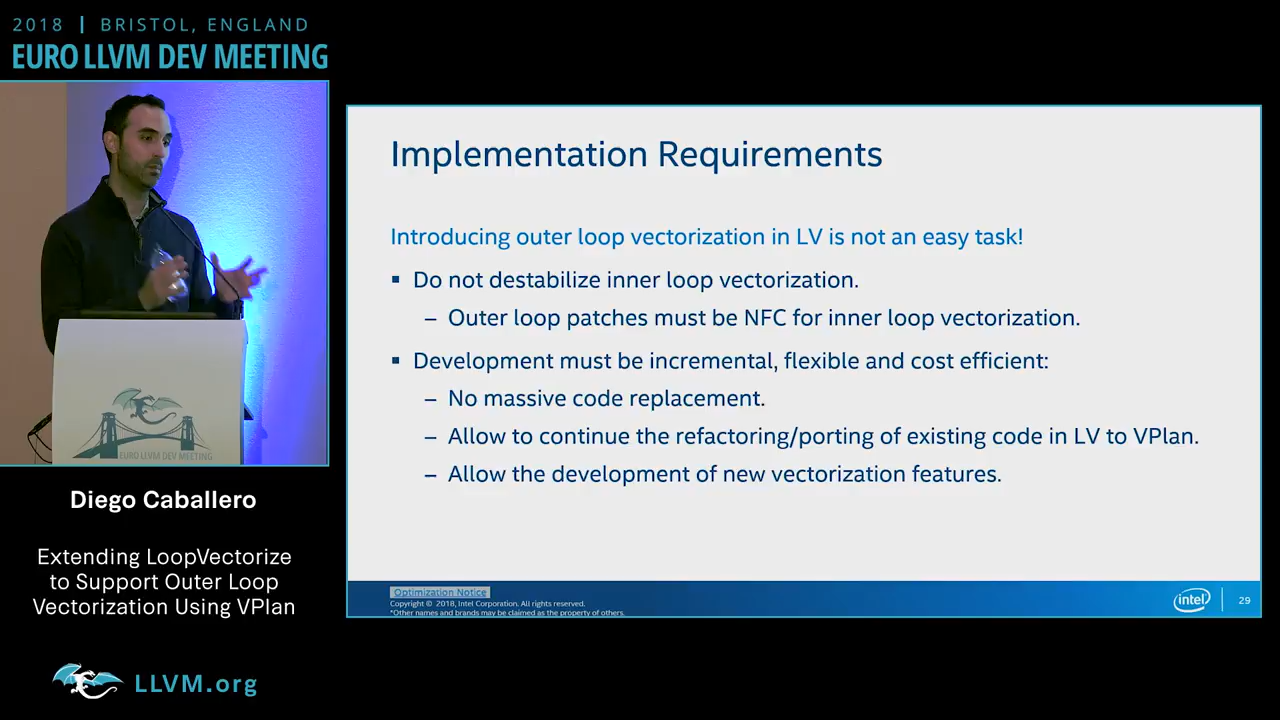 2018 | BRISTOL, ENGLAND
EURO LLVM DEV MEETING
EURO LLVM DEV MEETING
Diego Caballero
Extending LoopVectorize
to Support Outer Loop
Vectorization Using VPlan
LLVM.org
Implementation Requirements
Introducing outer loop vectorization in LV is not an easy task!
▪ Do not destabilize inner loop vectorization.
– Outer loop patches must be NFC for inner loop vectorization.
▪ Development must be incremental, flexible and cost efficient:
– No massive code replacement.
– Allow to continue the refactoring/porting of existing code in LV to VPlan.
– Allow the development of new vectorization features.
Optimization Notice
Copyright © 2018, Intel Corporation. All rights reserved.
*Other names and brands may be claimed as the property of others.
intel
29